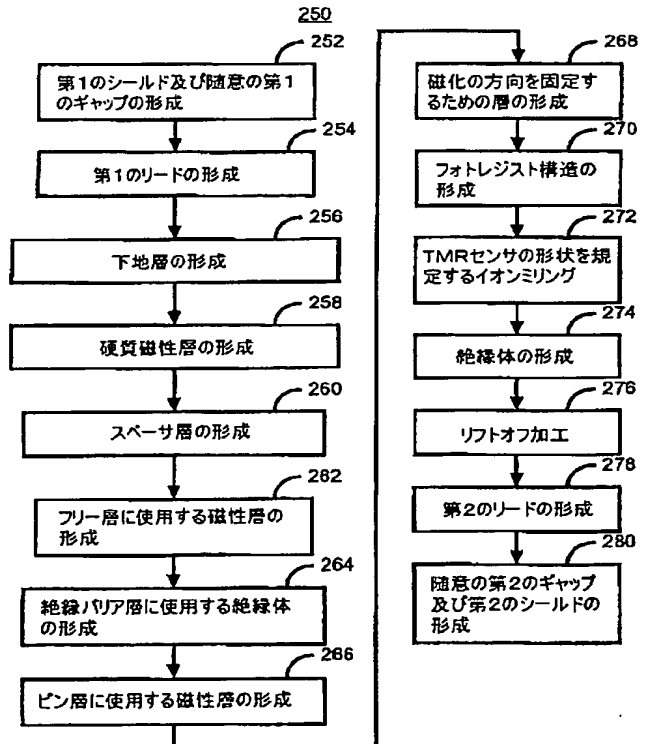 250
252
第1のシールド及び随意の第1
のギャップの形成
254
第1のリードの形成
256
下地層の形成
258
硬質磁性層の形成
260
スペーサ層の形成
262
フリー層に使用する磁性層の
形成
264
絶縁バリア層に使用する絶縁体
の形成
266
ピン層に使用する磁性層の形成
268
磁化の方向を固定す
るための層の形成
270
フォトレジスト構造の
形成
272
TMRセンサの形状を規
定するイオンミリング
274
絶縁体の形成
276
リフトオフ加工
278
第2のリードの形成
280
随意の第2のギャップ
及び第2のシールドの
形成